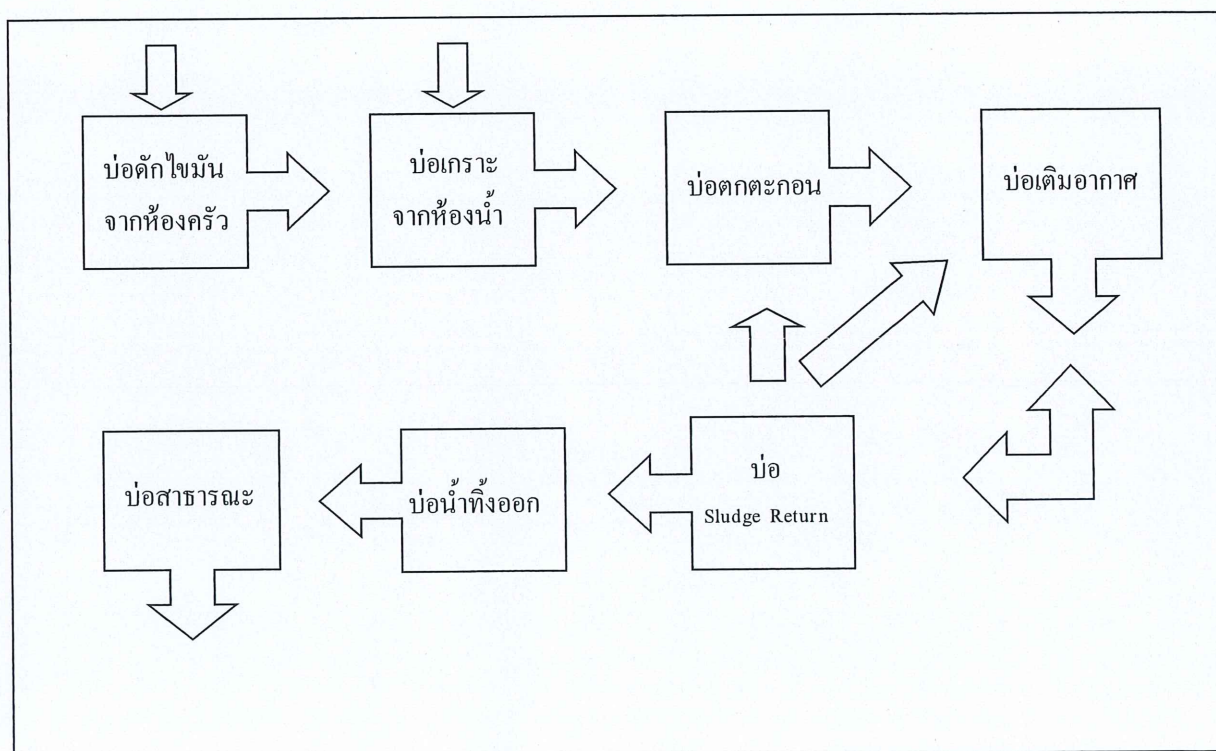 บ่อดักไขมัน
จากห้องครัว
บ่อเกราะ
จากห้องน้ำ
บ่อตกตะกอน
บ่อเติมอากาศ
บ่อสาธารณะ
บ่อน้ำทิ้งออก
บ่อ
Sludge Return